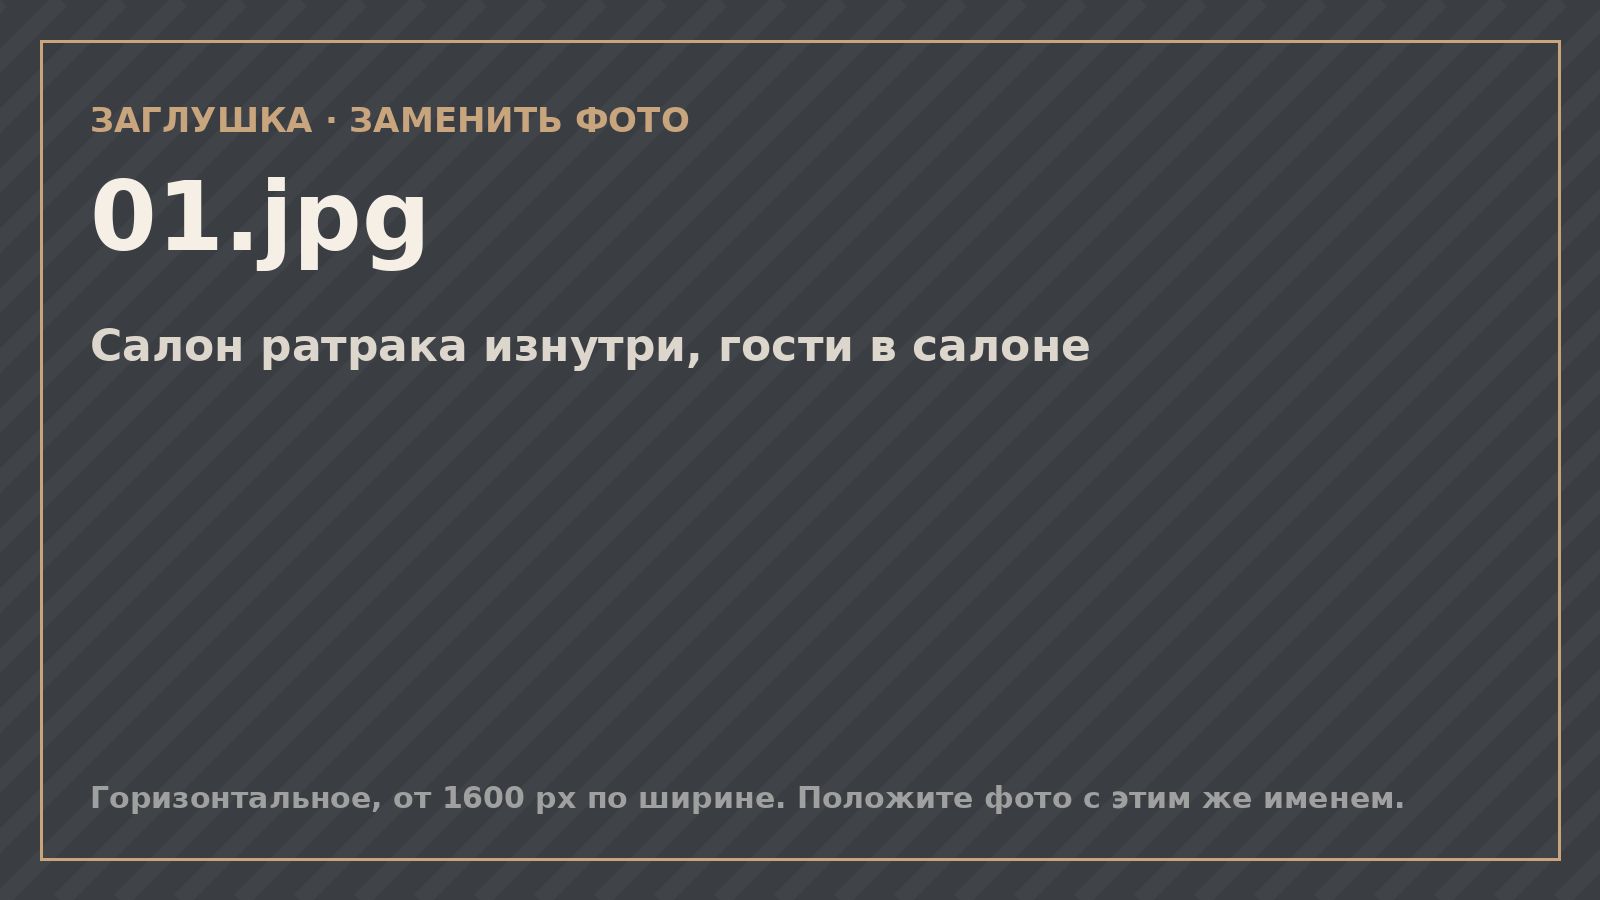 ЗАГЛУШКА · ЗАМЕНИТЬ ФОТО
01.jpg
Салон ратрака изнутри, гости в салоне
Горизонтальное, от 1600 px по ширине. Положите фото с этим же именем.